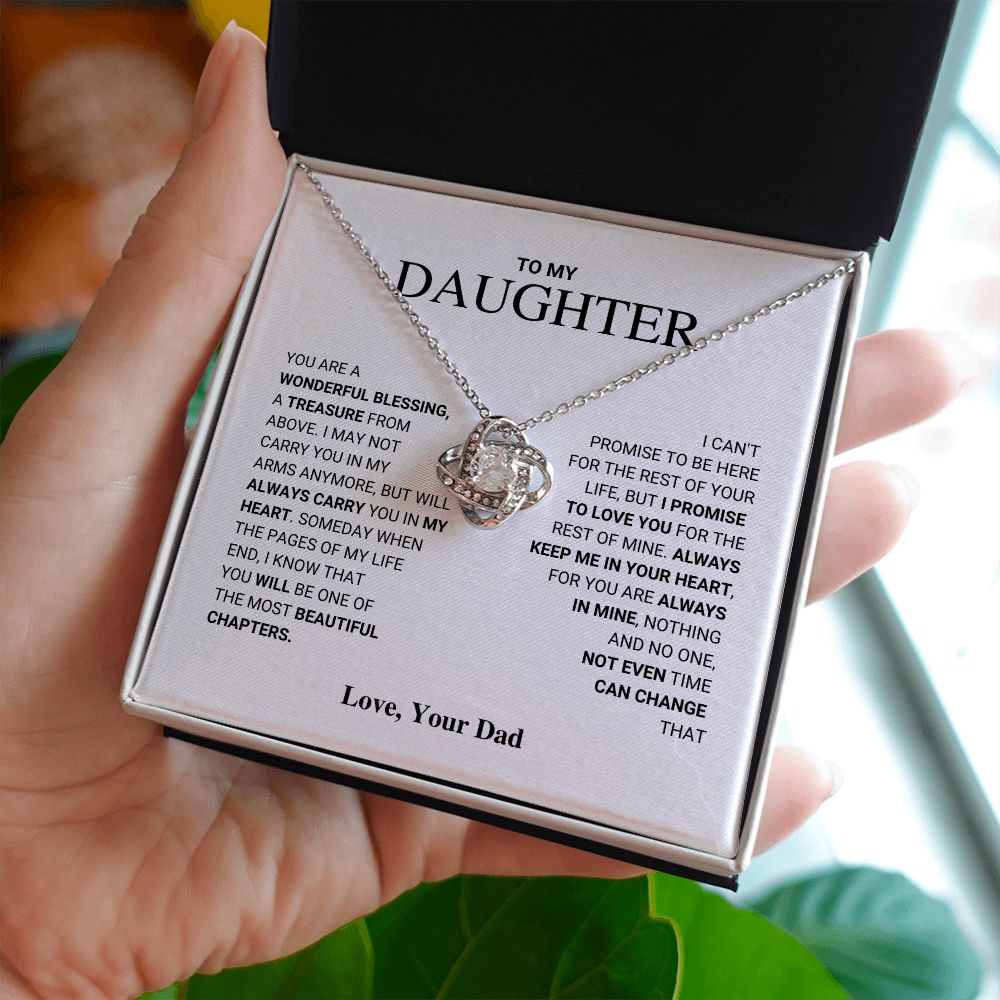 TO MY
DAUGHTER
YOU ARE A
WONDERFUL BLESSING,
A TREASURE FROM
ABOVE. I MAY NOT
CARRY YOU IN MY
ARMS ANYMORE, BUT WILL
ALWAYS CARRY YOU IN MY
HEART. SOMEDAY WHEN
THE PAGES OF MY LIFE
END, I KNOW THAT
YOU WILL BE ONE OF
THE MOST BEAUTIFUL
CHAPTERS.
I CAN'T
PROMISE TO BE HERE
FOR THE REST OF YOUR
LIFE, BUT I PROMISE
TO LOVE YOU FOR THE
REST OF MINE. ALWAYS
KEEP ME IN YOUR HEART,
FOR YOU ARE ALWAYS
IN MINE, NOTHING
AND NO ONE,
NOT EVEN TIME
CAN CHANGE
THAT
Love, Your Dad